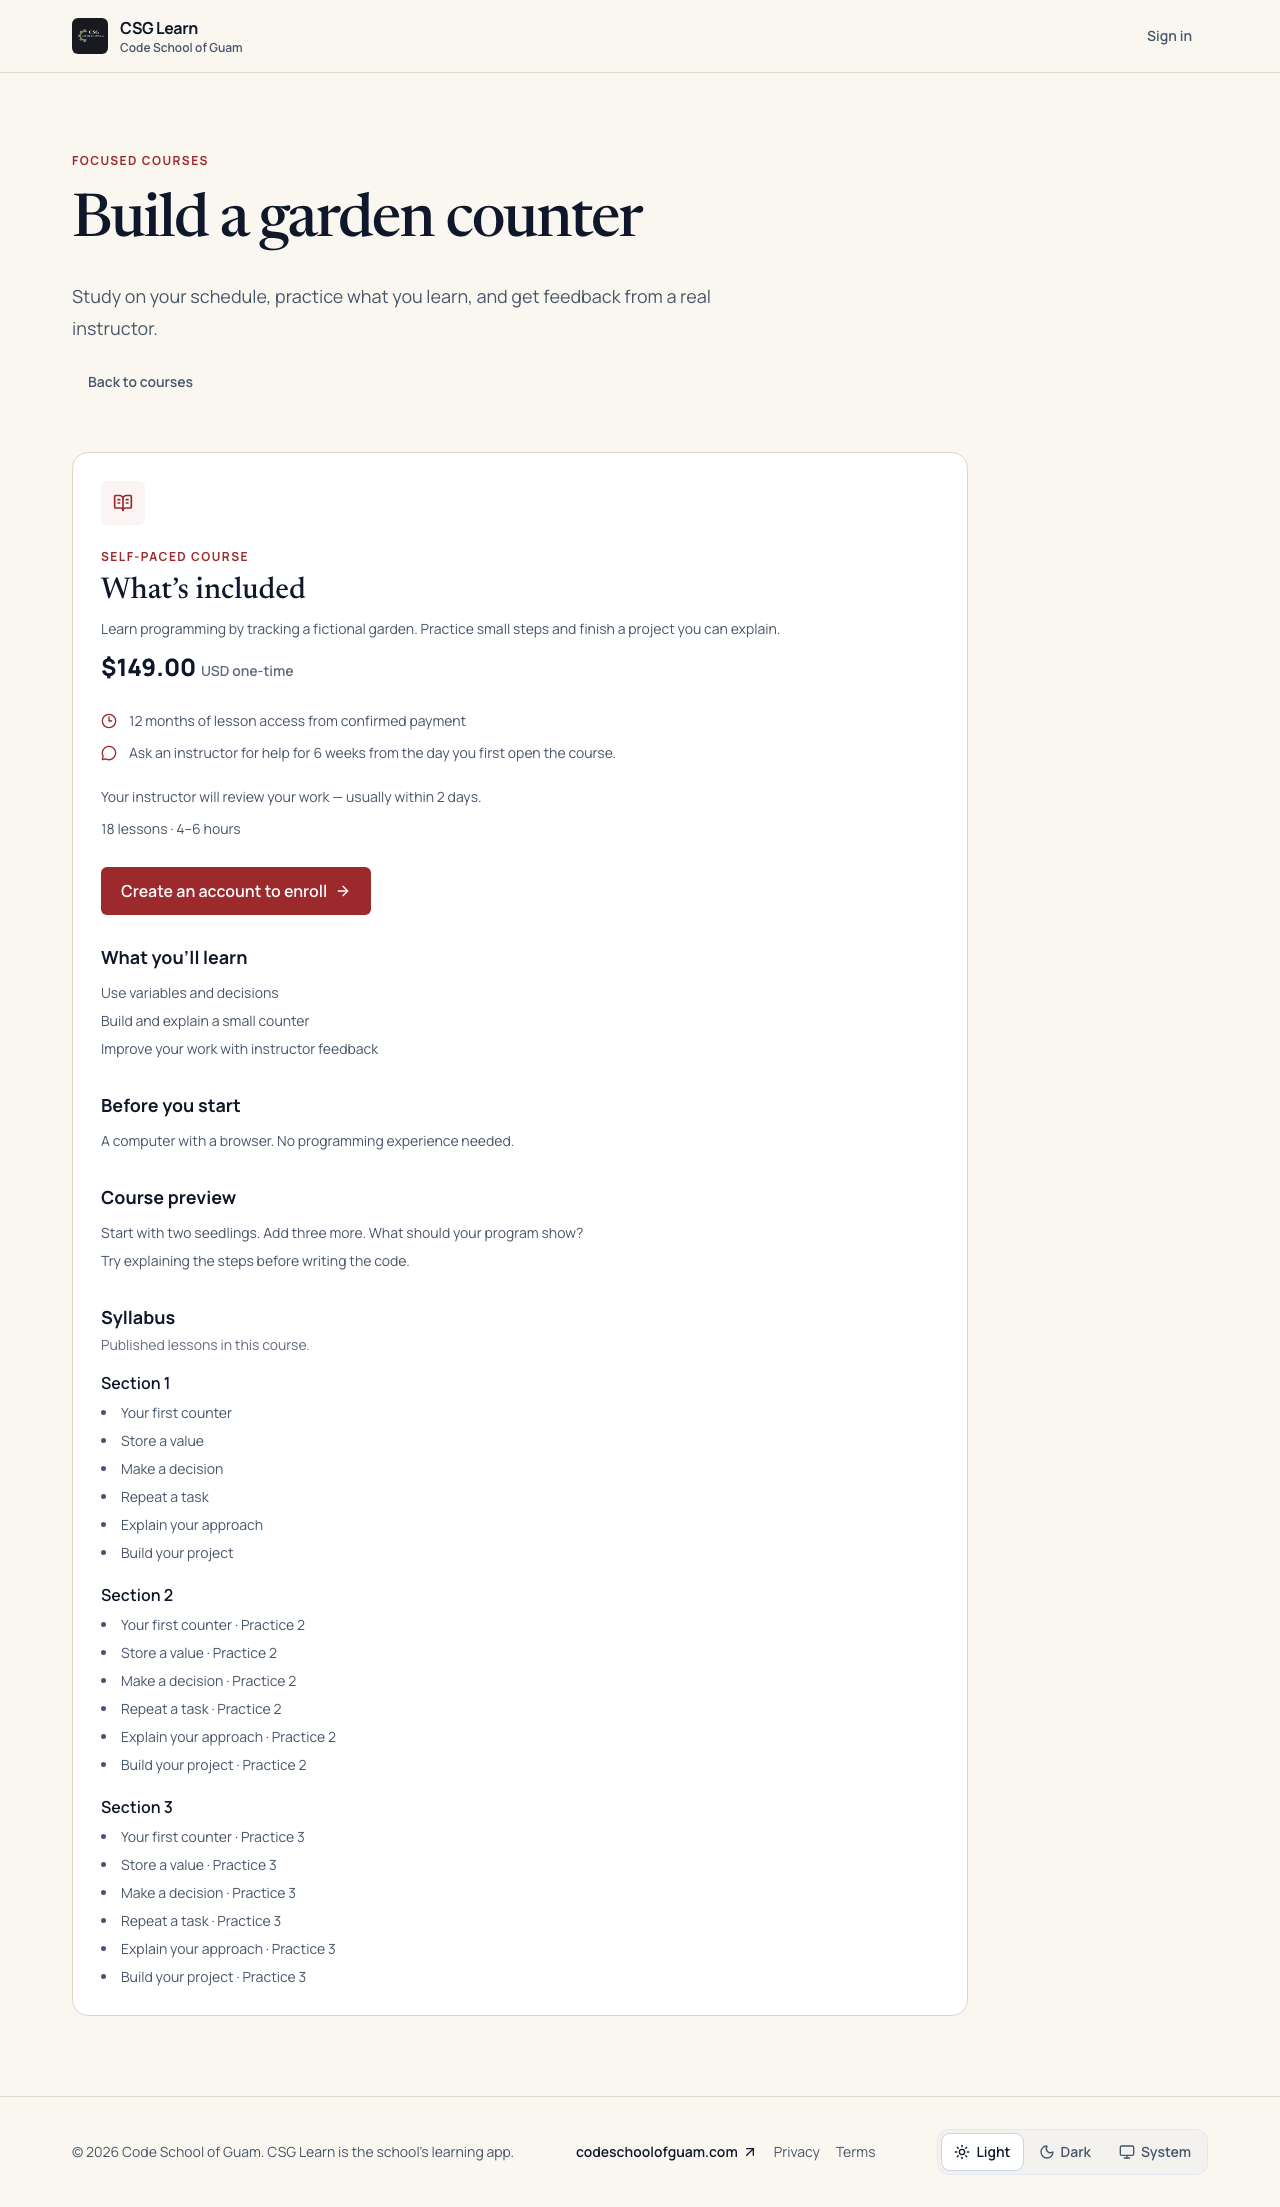 CSG Learn
Code School of Guam
Sign in
FOCUSED COURSES
Build a garden counter
Study on your schedule, practice what you learn, and get feedback from a real
instructor.
Back to courses
SELF-PACED COURSE
What’s included
Learn programming by tracking a fictional garden. Practice small steps and finish a project you can explain.
$149.00 USD one-time
12 months of lesson access from confirmed payment
Ask an instructor for help for 6 weeks from the day you first open the course.
Your instructor will review your work — usually within 2 days.
18 lessons · 4–6 hours
Create an account to enroll
What you’ll learn
Use variables and decisions
Build and explain a small counter
Improve your work with instructor feedback
Before you start
A computer with a browser. No programming experience needed.
Course preview
Start with two seedlings. Add three more. What should your program show?
Try explaining the steps before writing the code.
Syllabus
Published lessons in this course.
Section 1
• Your first counter
• Store a value
• Make a decision
• Repeat a task
• Explain your approach
• Build your project
Section 2
• Your first counter · Practice 2
• Store a value · Practice 2
• Make a decision · Practice 2
• Repeat a task · Practice 2
• Explain your approach · Practice 2
• Build your project · Practice 2
Section 3
• Your first counter · Practice 3
• Store a value · Practice 3
• Make a decision · Practice 3
• Repeat a task · Practice 3
• Explain your approach · Practice 3
• Build your project · Practice 3
© 2026 Code School of Guam. CSG Learn is the school’s learning app.
codeschoolofguam.com Privacy Terms
Light Dark System